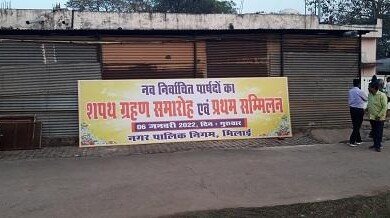 नव निर्वाचित पार्षदों का
शपथ ग्रहण समारोह एवं प्रथम सम्मिलन
06 जनवरी 2022, दिन - गुरुवार
नगर पालिक निगम, भिलाई